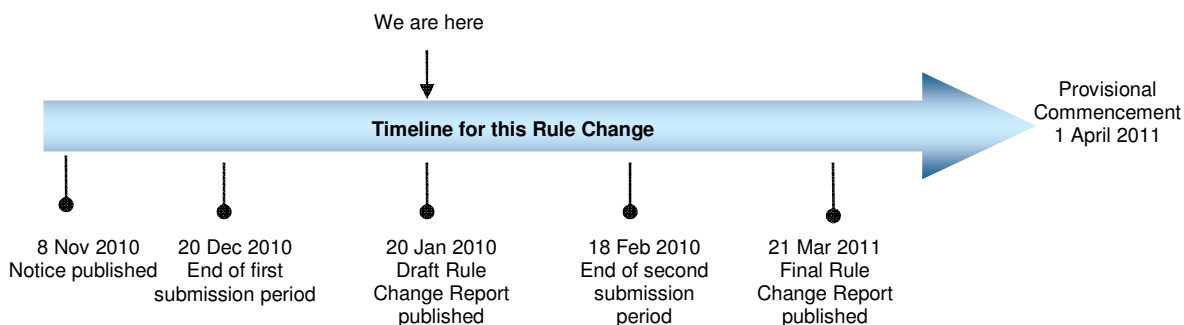 We are here
Timeline for this Rule Change
Provisional
Commencement
1 April 2011
8 Nov 2010
Notice published
20 Dec 2010
End of first
submission period
20 Jan 2010
Draft Rule
Change Report
published
18 Feb 2010
End of second
submission
period
21 Mar 2011
Final Rule
Change Report
published